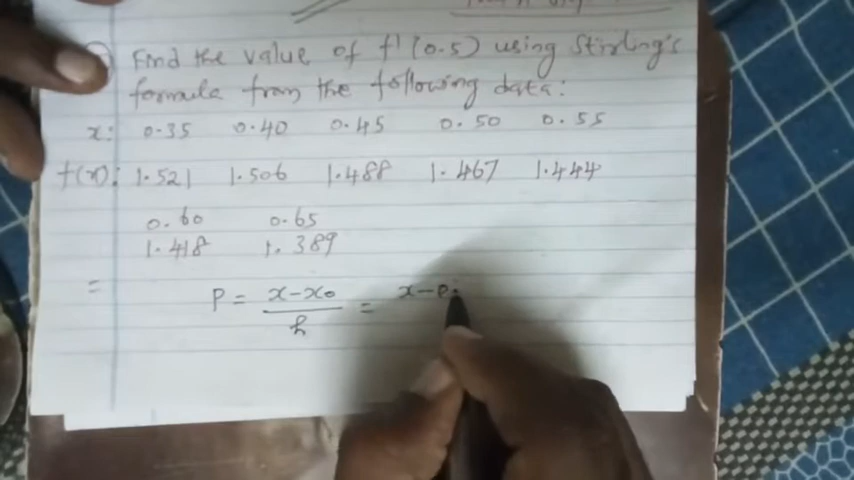 Find the value of f'(0.5) using Stirling's
formula from the following data:
x: 0.35 0.40 0.45 0.50 0.55
f(x): 1.521 1.506 1.488 1.467 1.444
0.60 0.65
1.418 1.389
= P = x-x₀/h = x-0.